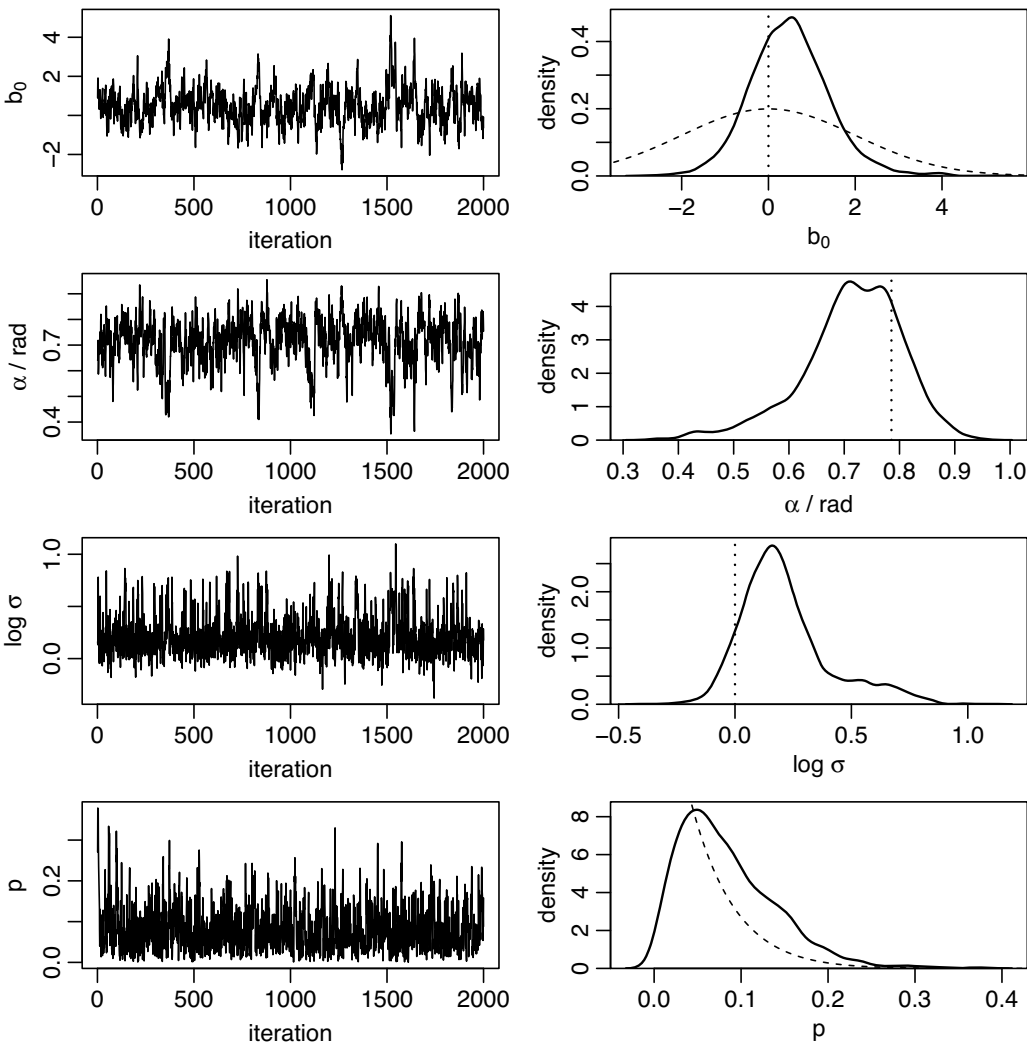 b₀
4
2
−2
0 500 1000 1500 2000
iteration
density
0.4
0.2
0.0
−2 0 2 4
b₀
α / rad
0.7
0.4
0 500 1000 1500 2000
iteration
density
4
3
2
1
0
0.3 0.4 0.5 0.6 0.7 0.8 0.9 1.0
α / rad
log σ
1.0
0.0
0 500 1000 1500 2000
iteration
density
2.0
1.0
0.0
−0.5 0.0 0.5 1.0
log σ
p
0.2
0.0
0 500 1000 1500 2000
iteration
density
8
6
4
2
0
0.0 0.1 0.2 0.3 0.4
p